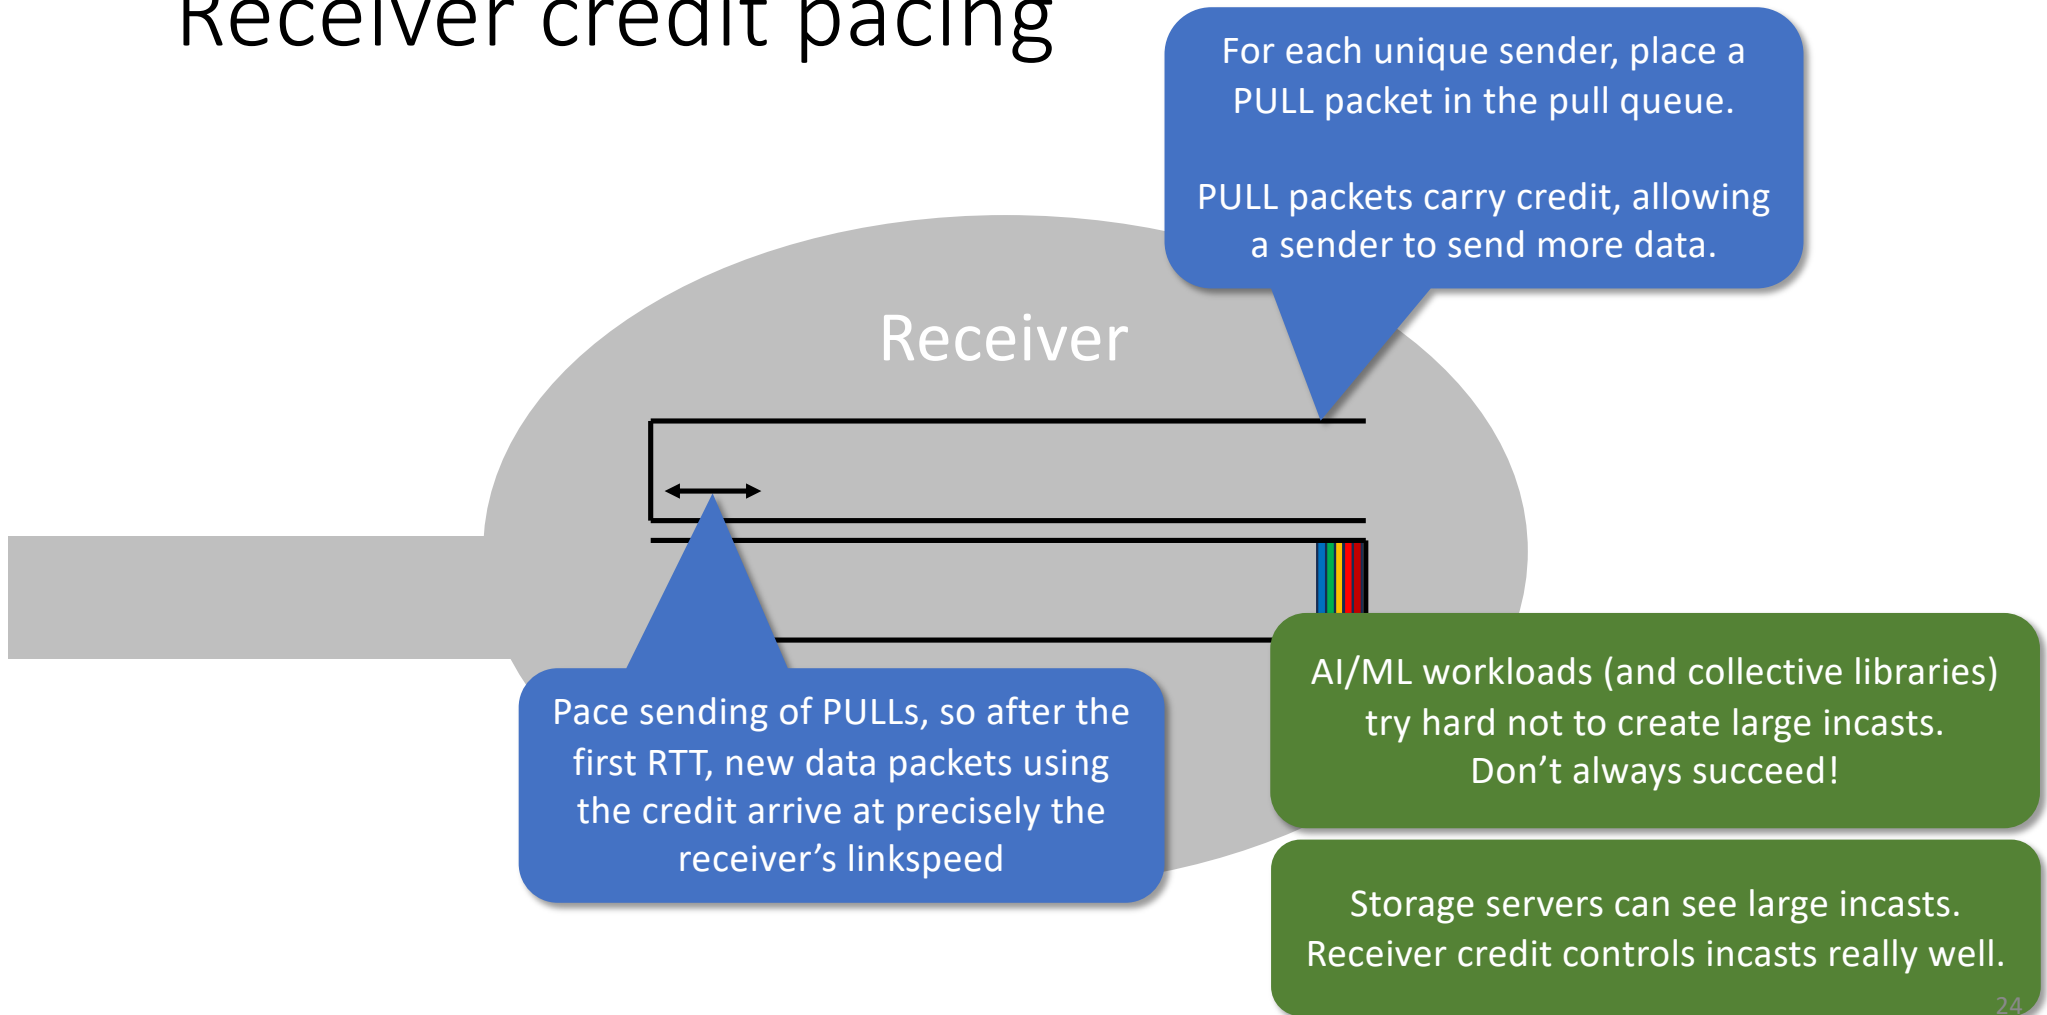 Receiver credit pacing
For each unique sender, place a
PULL packet in the pull queue.
PULL packets carry credit, allowing
a sender to send more data.
Receiver
Pace sending of PULLs, so after the
first RTT, new data packets using
the credit arrive at precisely the
receiver’s linkspeed
AI/ML workloads (and collective libraries)
try hard not to create large incasts.
Don’t always succeed!
Storage servers can see large incasts.
Receiver credit controls incasts really well.
24